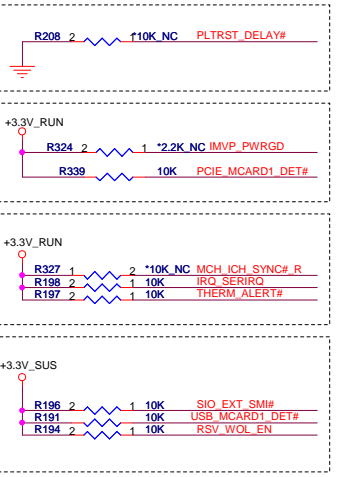 R208 2 1 *10K_NC PLTRST_DELAY#
+3.3V_RUN
R324 2 1 *2.2K_NC IMVP_PWRGD
R339 10K PCIE_MCARD1_DET#
+3.3V_RUN
R327 1 2 *10K_NC MCH_ICH_SYNC#_R
R198 2 1 10K IRQ_SERIRQ
R197 2 1 10K THERM_ALERT#
+3.3V_SUS
R196 2 1 10K SIO_EXT_SMI#
R191 10K USB_MCARD1_DET#
R194 2 1 10K RSV_WOL_EN